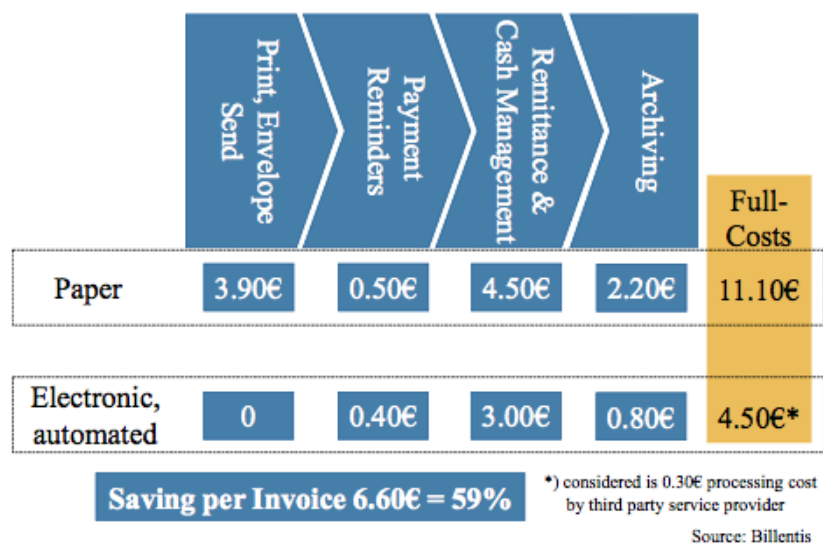 Print, Envelope
Send
Payment
Reminders
Remittance &
Cash Management
Archiving
Full-
Costs
Paper
3.90€
0.50€
4.50€
2.20€
11.10€
Electronic,
automated
0
0.40€
3.00€
0.80€
4.50€*
Saving per Invoice 6.60€ = 59%
*) considered is 0.30€ processing cost
by third party service provider
Source: Billentis